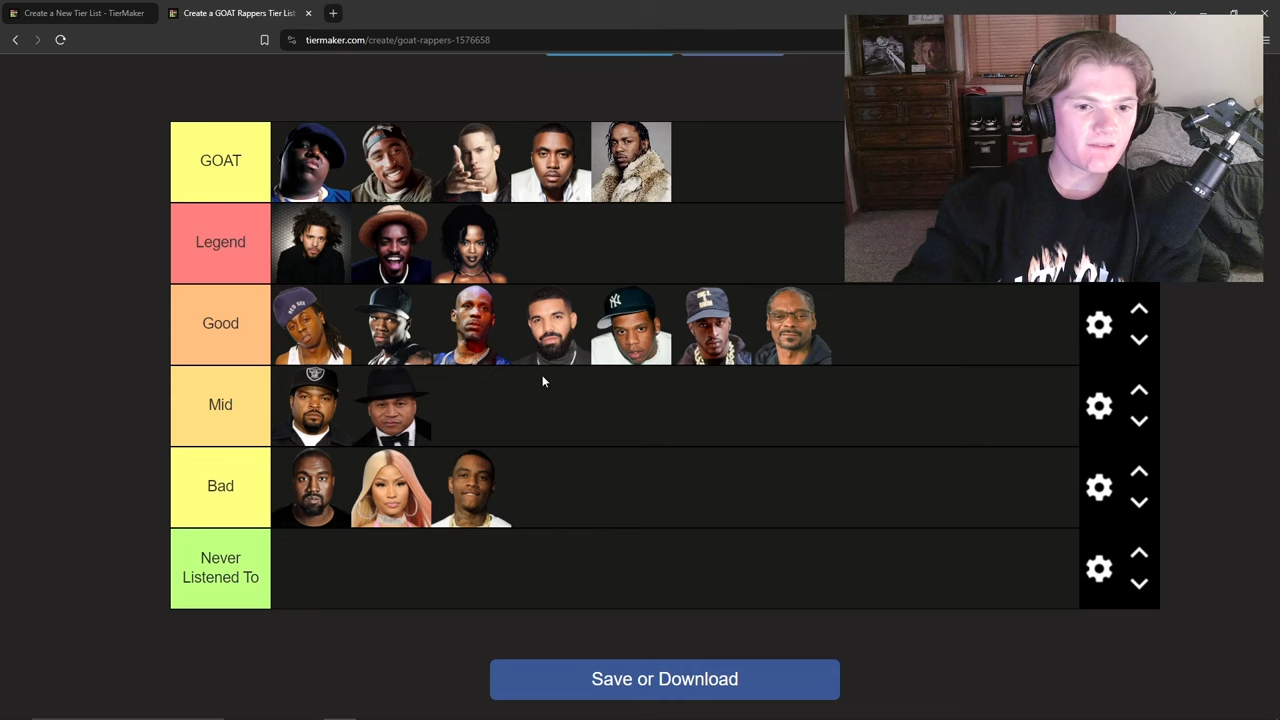 Create a New Tier List - TierMaker
Create a GOAT Rappers Tier List
tiermaker.com/create/goat-rappers-1576658
GOAT
Legend
Good
Mid
Bad
Never
Listened To
Save or Download